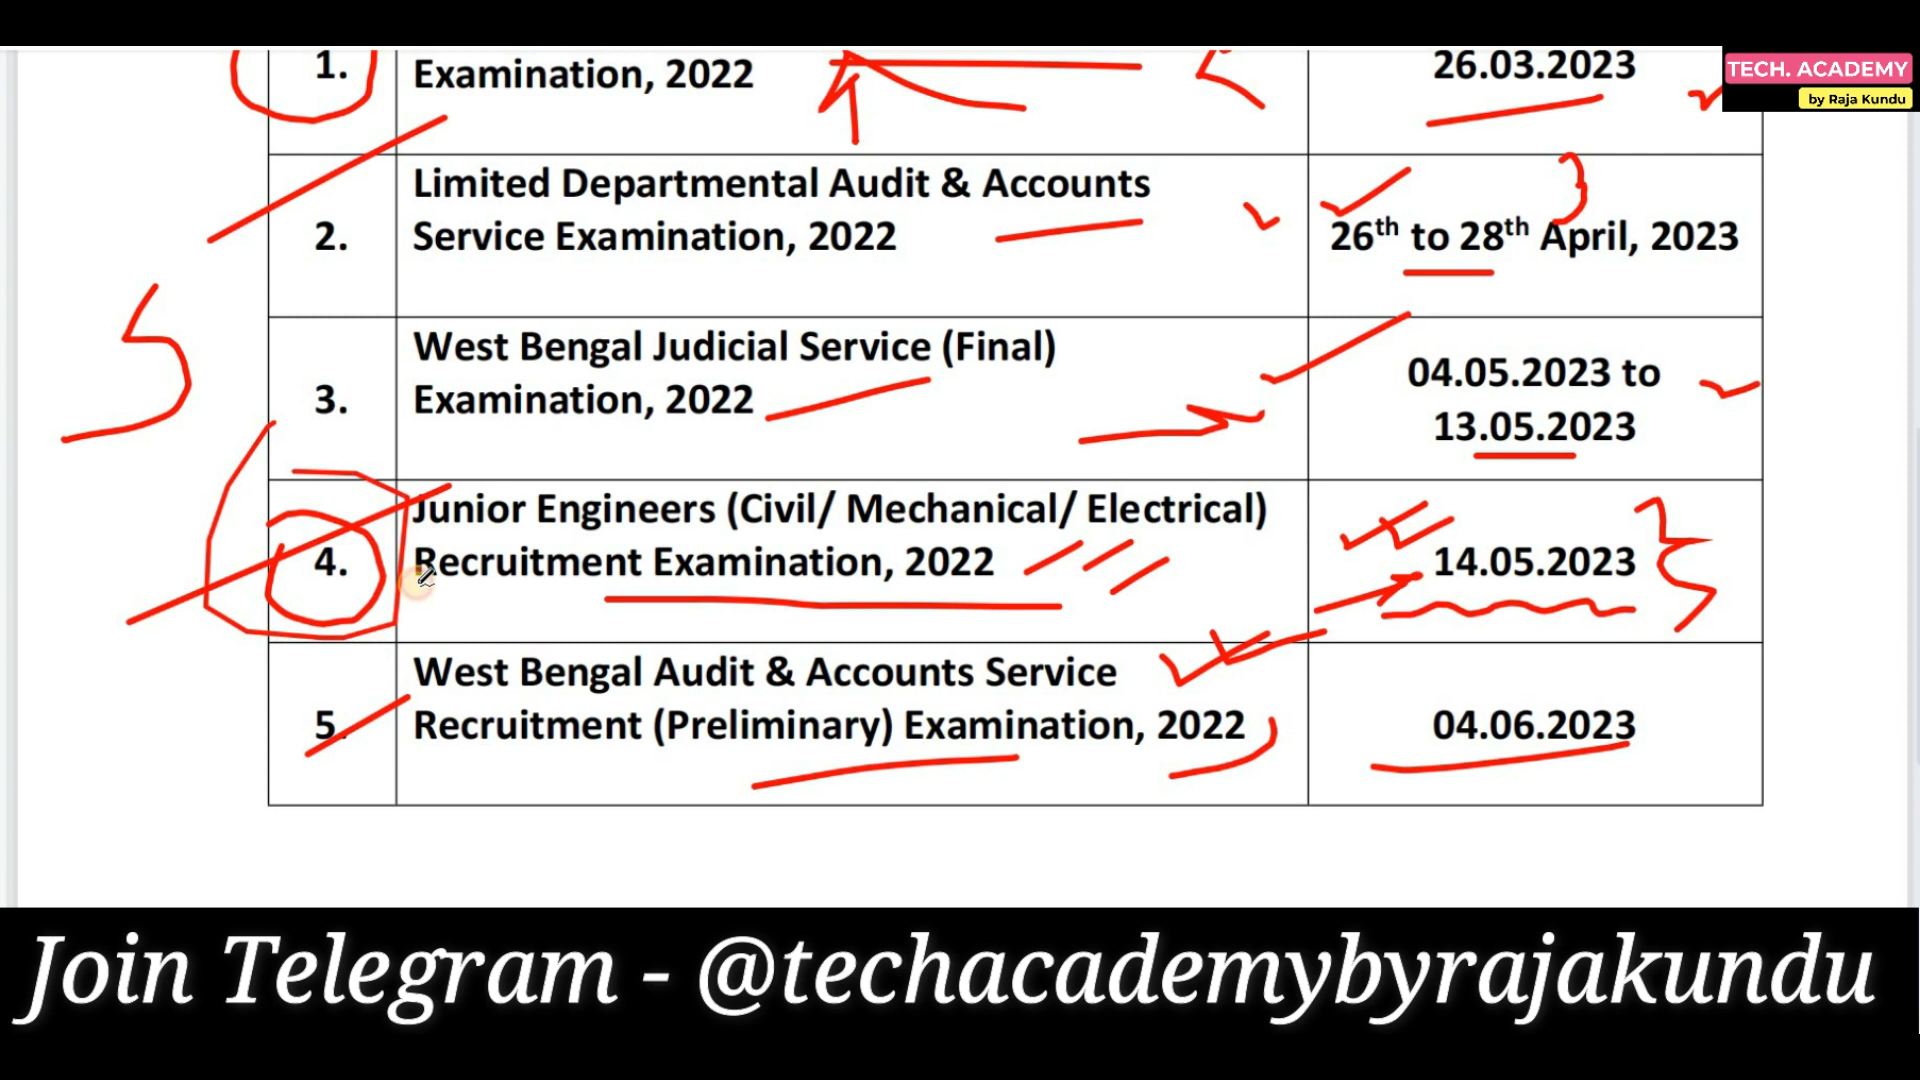 TECH. ACADEMY
by Raja Kundu
1.
Examination, 2022
26.03.2023
2.
Limited Departmental Audit & Accounts
Service Examination, 2022
26th to 28th April, 2023
3.
West Bengal Judicial Service (Final)
Examination, 2022
04.05.2023 to
13.05.2023
4.
Junior Engineers (Civil/ Mechanical/ Electrical)
Recruitment Examination, 2022
14.05.2023
5.
West Bengal Audit & Accounts Service
Recruitment (Preliminary) Examination, 2022
04.06.2023
5
Join Telegram - @techacademybyrajakundu